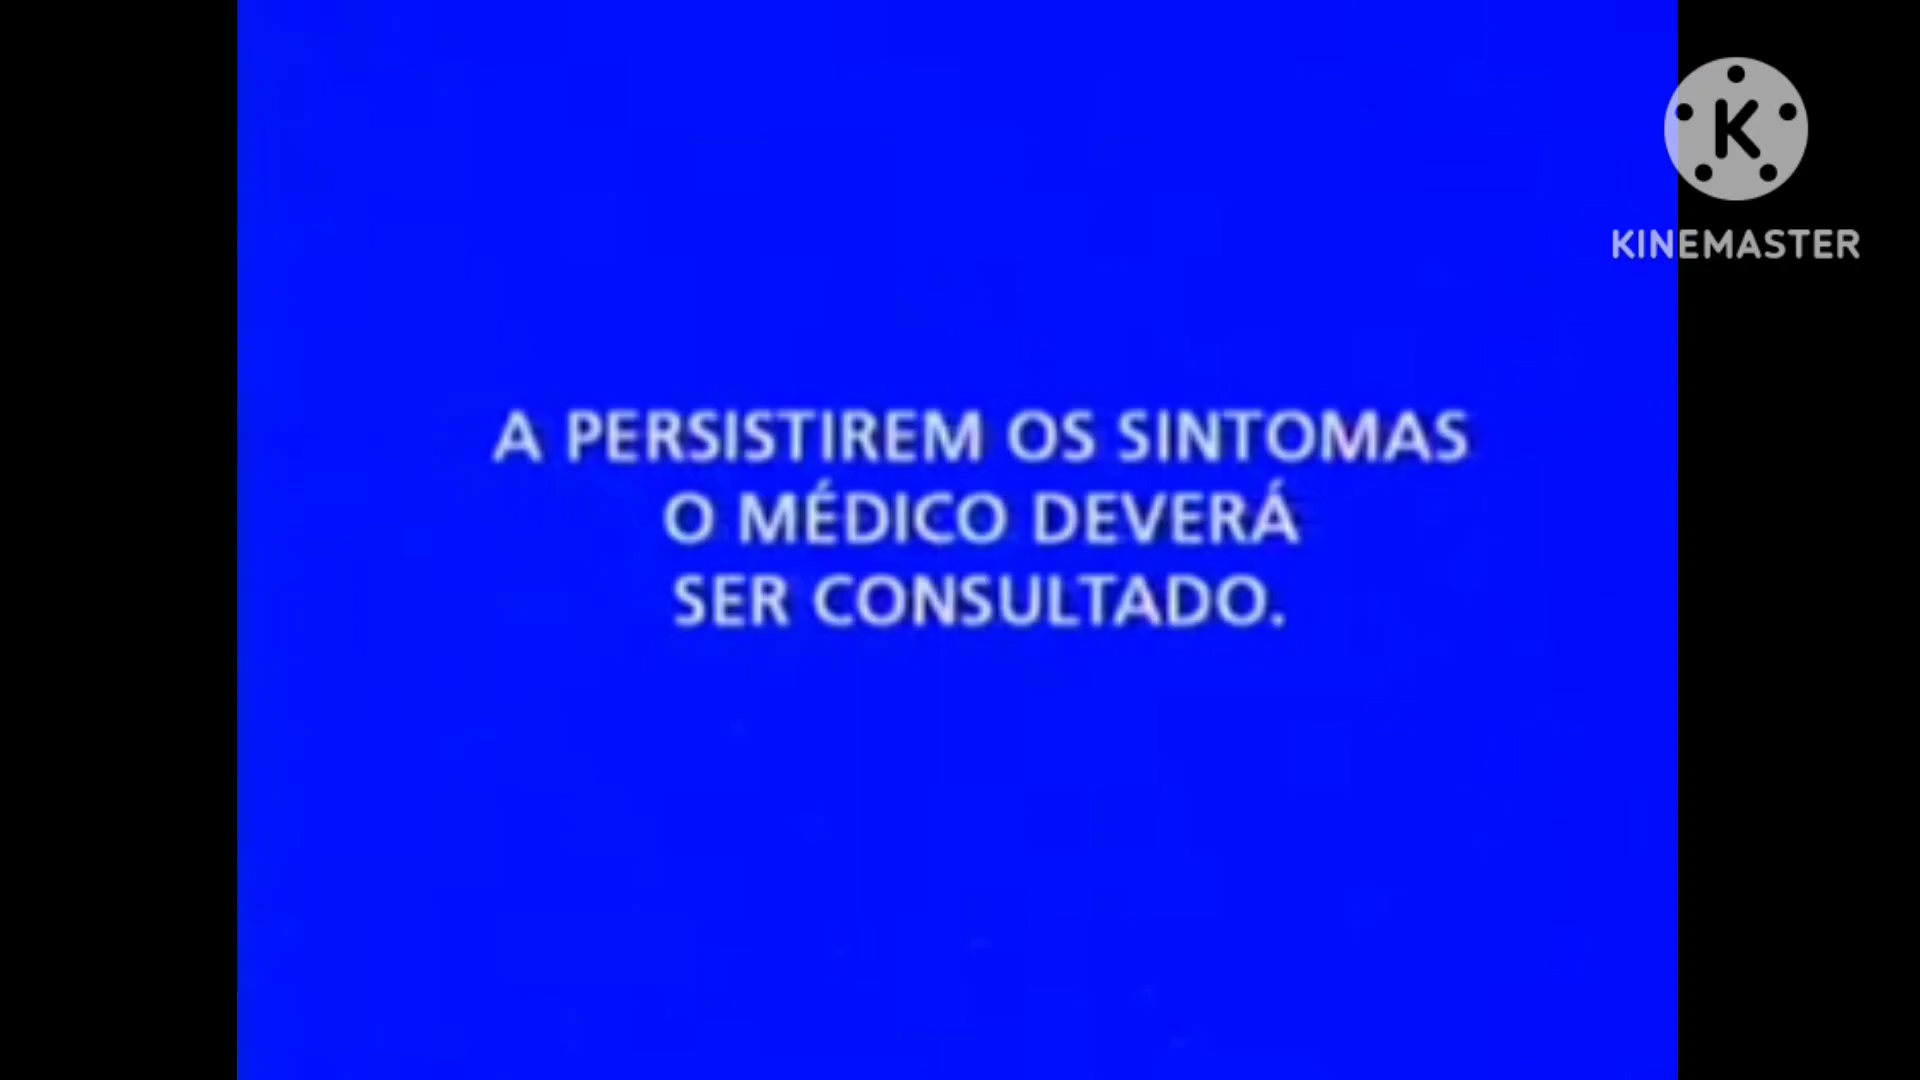 K
KINEMASTER
A PERSISTIREM OS SINTOMAS
O MÉDICO DEVERÁ
SER CONSULTADO.